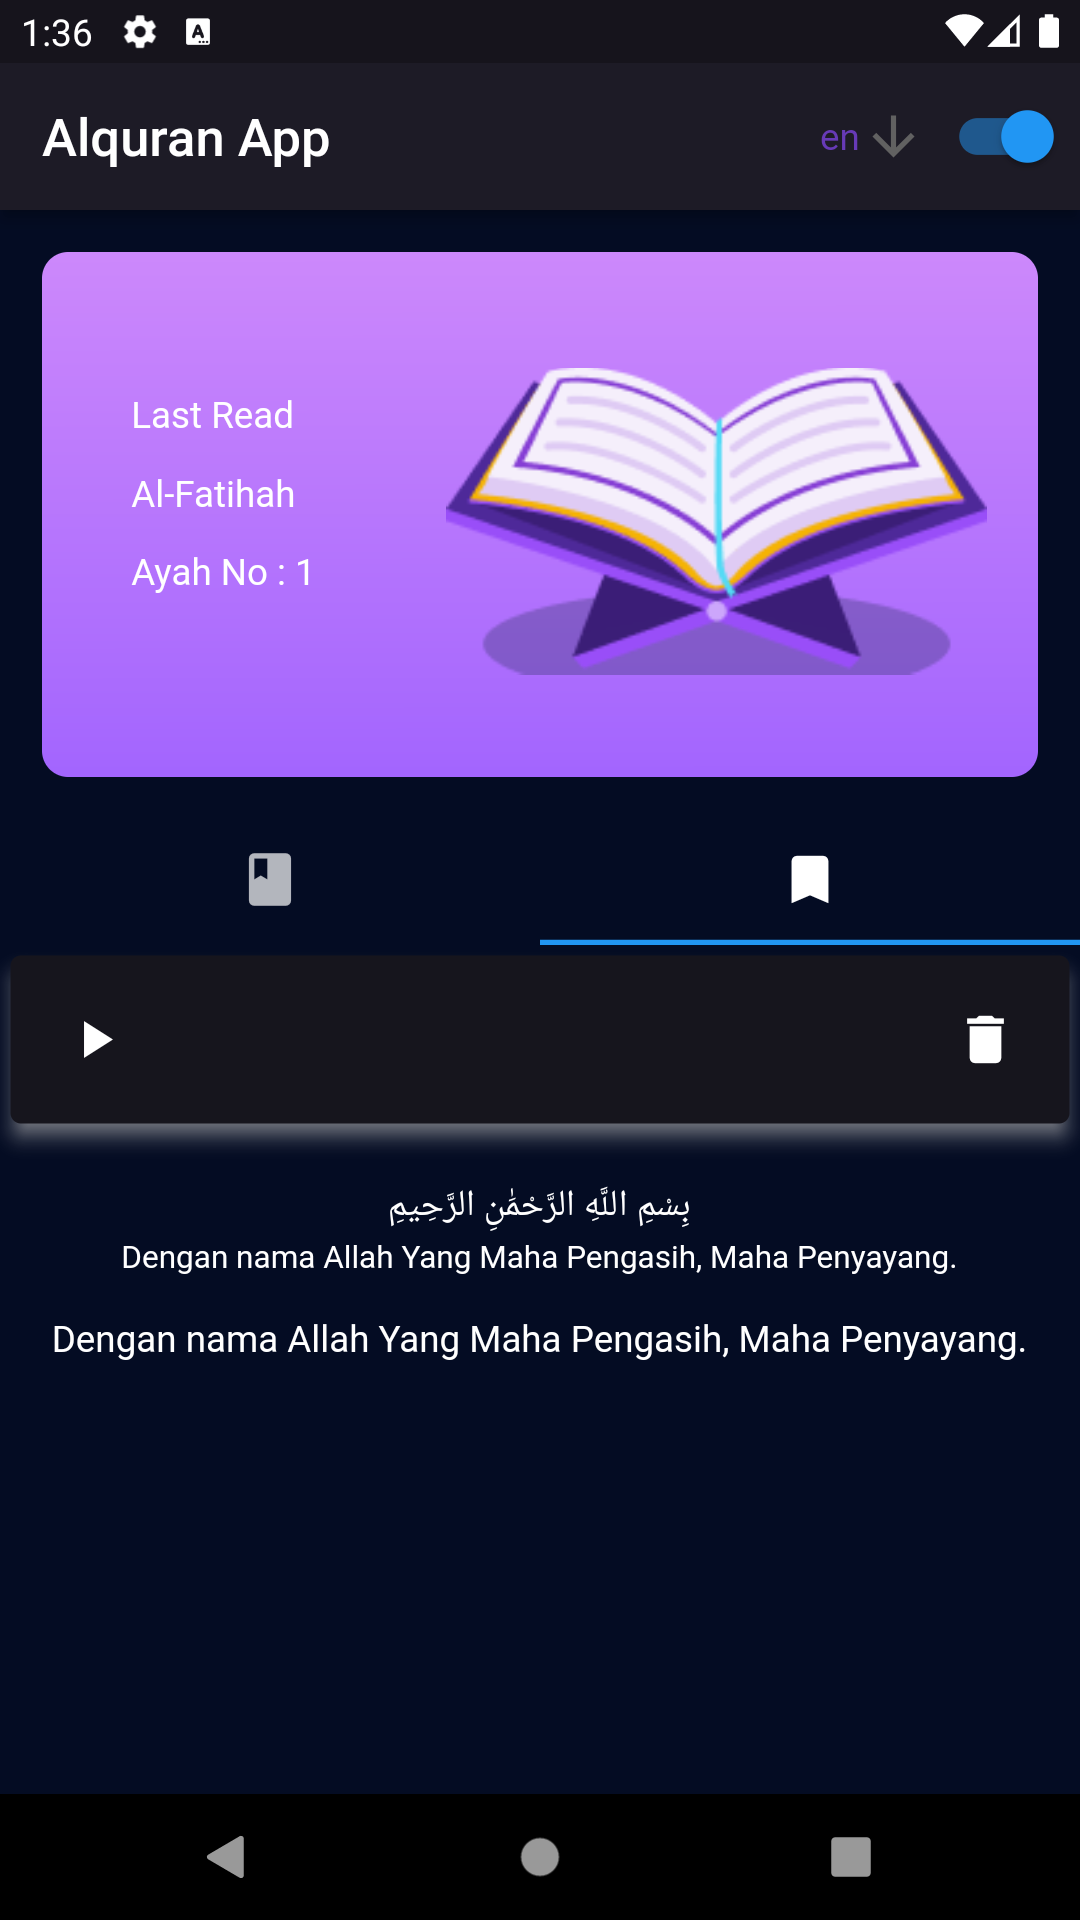 1:36
Alquran App
en
Last Read
Al-Fatihah
Ayah No : 1
بِسْمِ اللَّهِ الرَّحْمَٰنِ الرَّحِيمِ
Dengan nama Allah Yang Maha Pengasih, Maha Penyayang.
Dengan nama Allah Yang Maha Pengasih, Maha Penyayang.